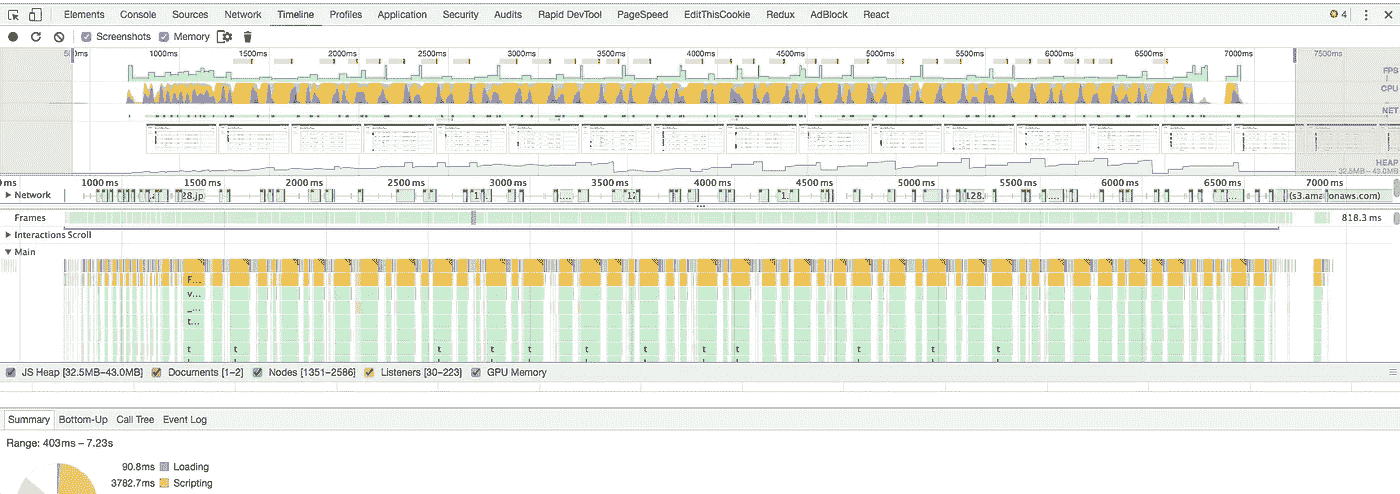 Elements Console Sources Network Timeline Profiles Application Security Audits Rapid DevTool PageSpeed EditThisCookie Redux AdBlock React 4
Screenshots Memory
500ms 1000ms 1500ms 2000ms 2500ms 3000ms 3500ms 4000ms 4500ms 5000ms 5500ms 6000ms 6500ms 7000ms 7500ms
FPS
CPU
NET
HEAP
32.5MB – 43.0MB
ms 1000 ms 1500 ms 2000 ms 2500 ms 3000 ms 3500 ms 4000 ms 4500 ms 5000 ms 5500 ms 6000 ms 6500 ms 7000 ms
Network 28.jp 128. (s3.amazonaws.com)
Frames 818.3 ms
Interactions Scroll
Main
F...
v...
_...
t...
t t t t t t t t t t t t
JS Heap [32.5MB–43.0MB] Documents [1–2] Nodes [1351–2586] Listeners [30–223] GPU Memory
Summary Bottom-Up Call Tree Event Log
Range: 403ms – 7.23s
90.8ms Loading
3782.7ms Scripting